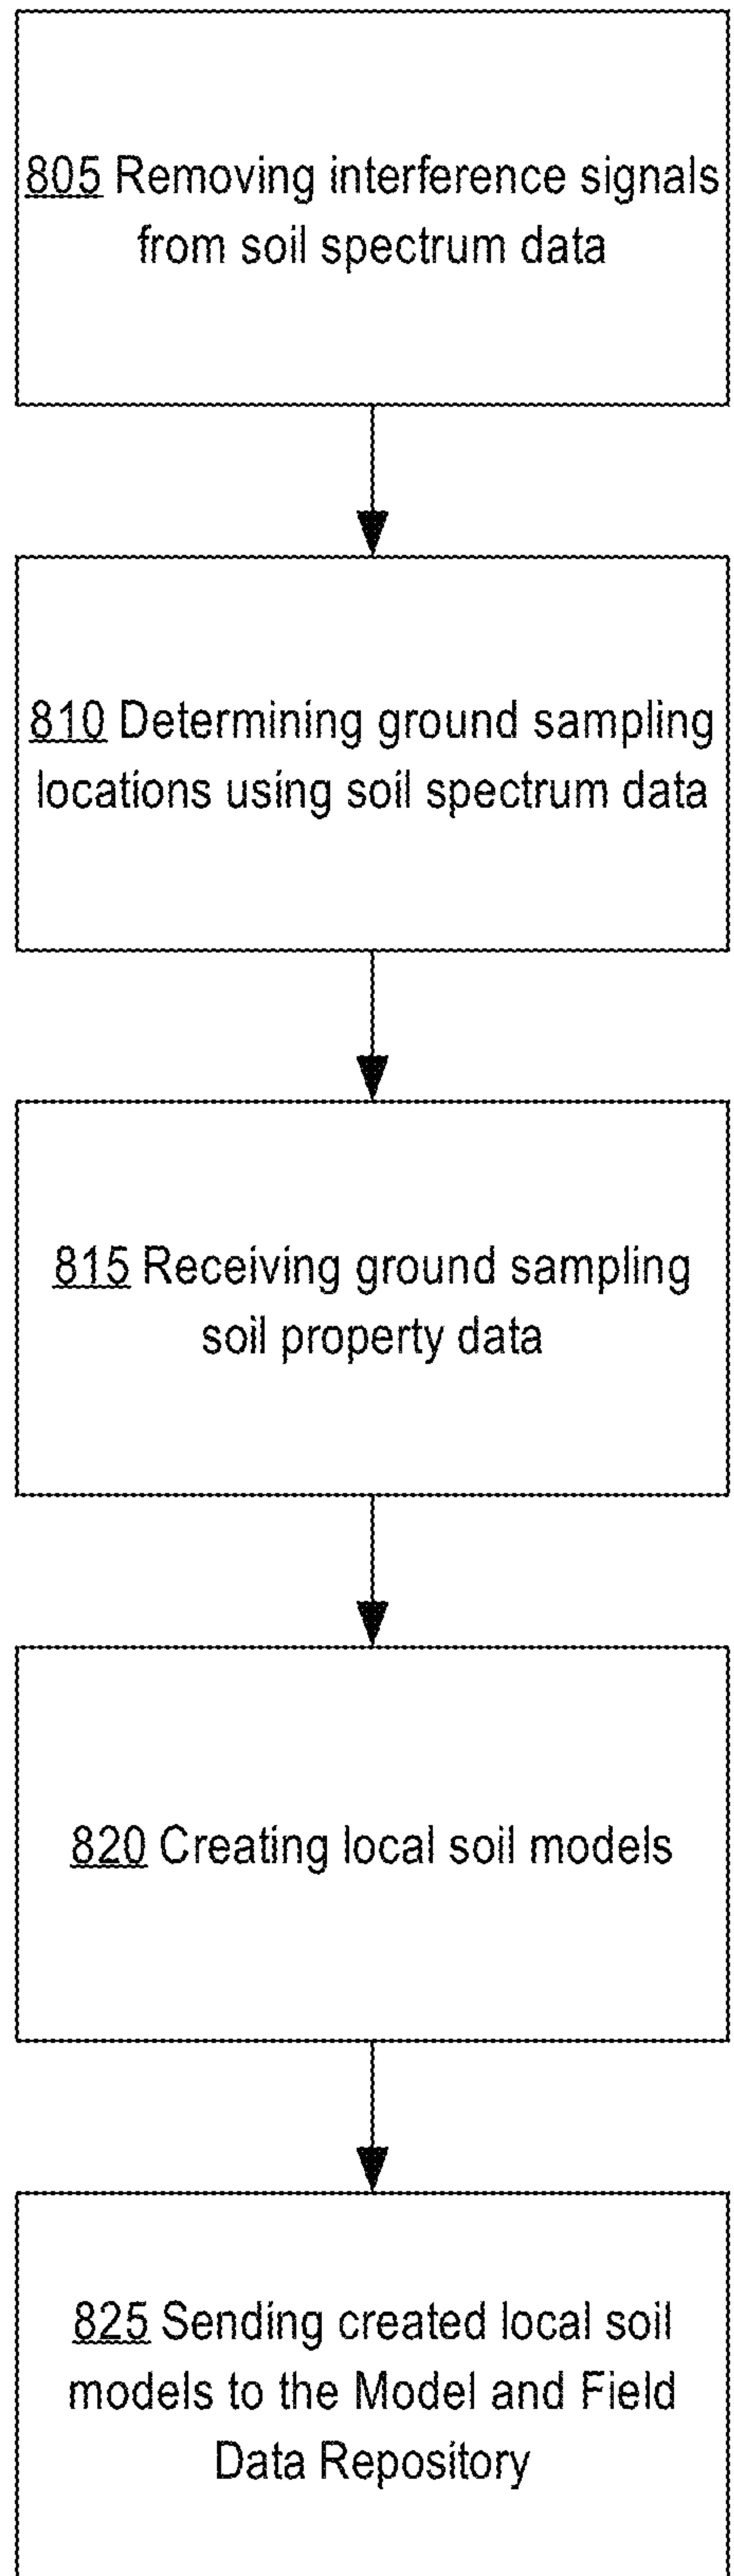 805 Removing interference signals
from soil spectrum data
810 Determining ground sampling
locations using soil spectrum data
815 Receiving ground sampling
soil property data
820 Creating local soil models
825 Sending created local soil
models to the Model and Field
Data Repository